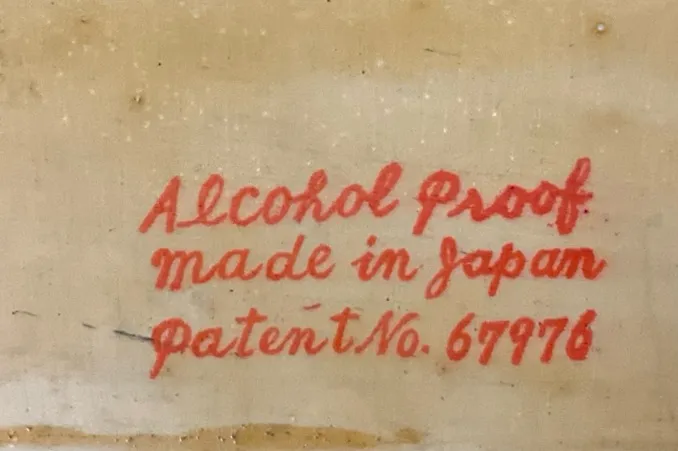 Alcohol Proof
made in Japan
Patent No. 67976